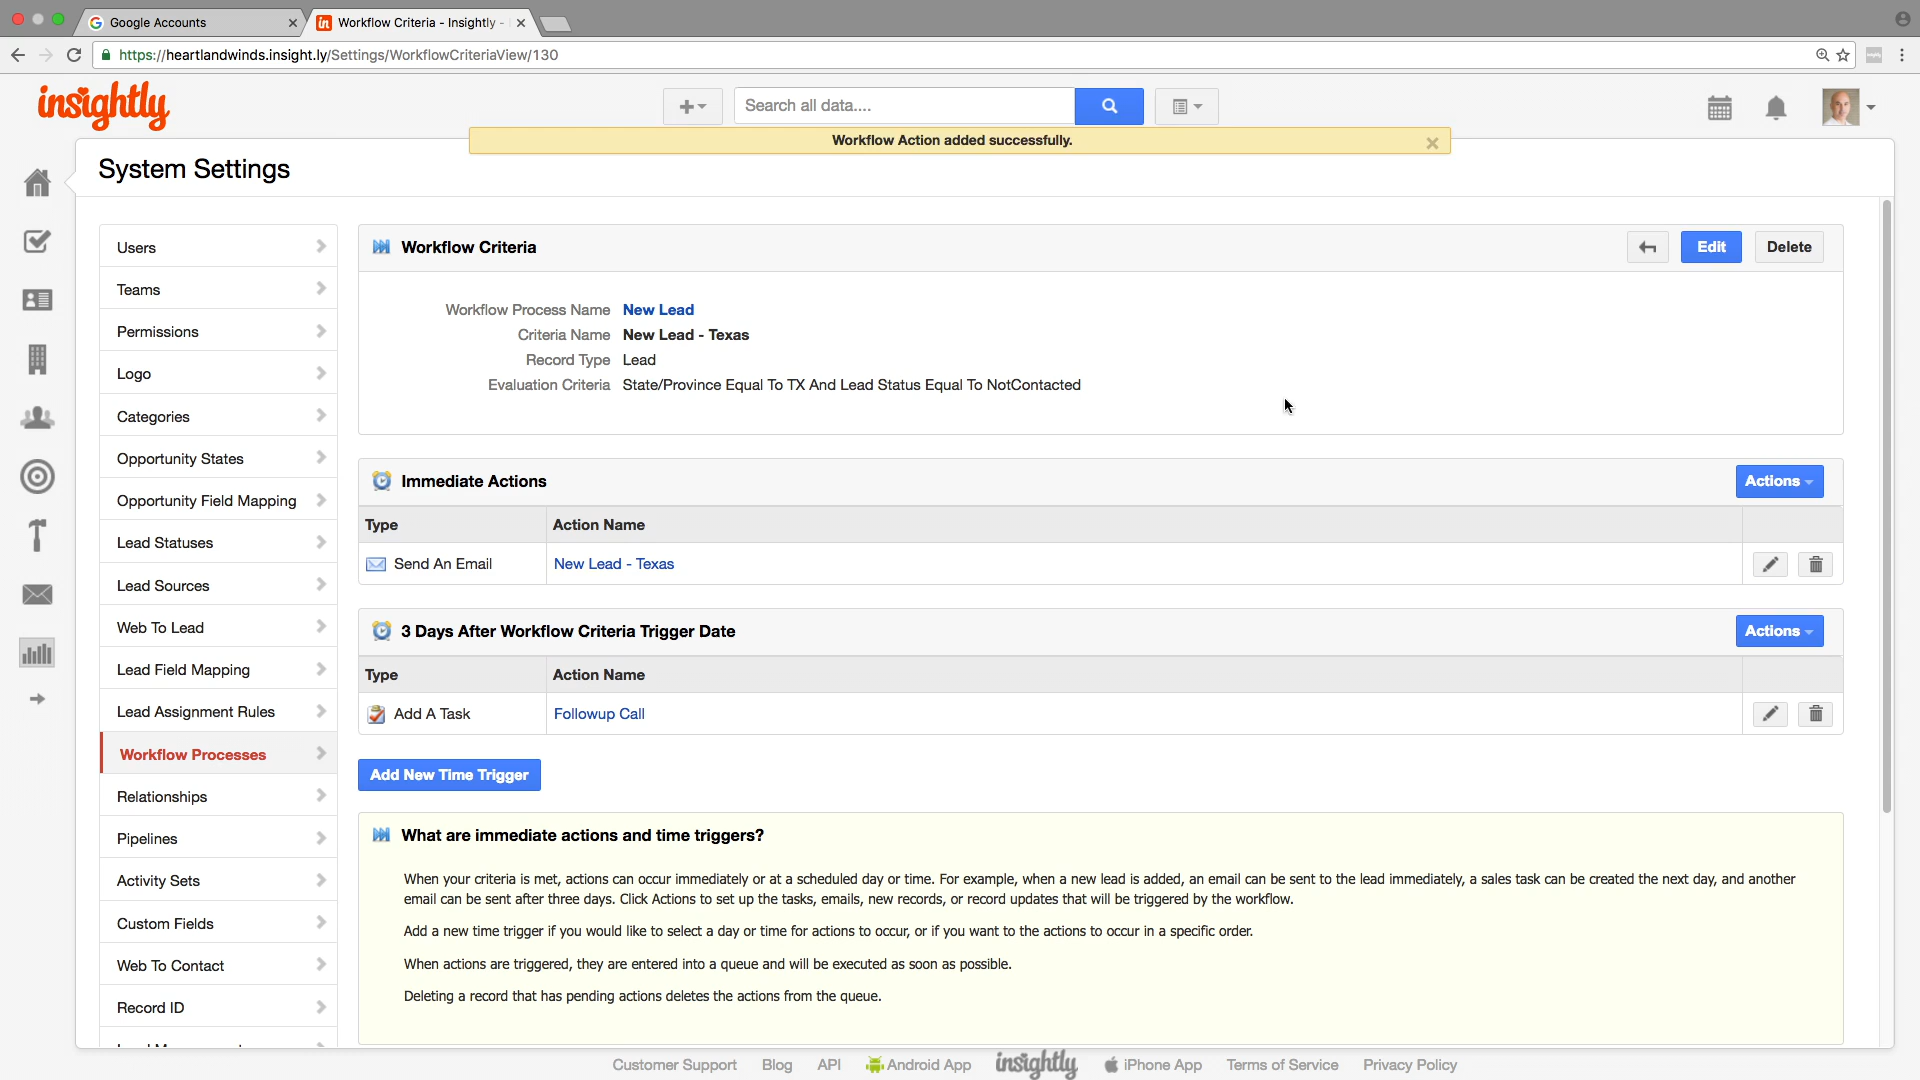 Google Accounts
Workflow Criteria - Insightly -
https://heartlandwinds.insight.ly/Settings/WorkflowCriteriaView/130
insightly
Search all data....
Workflow Action added successfully.
System Settings
Users
Teams
Permissions
Logo
Categories
Opportunity States
Opportunity Field Mapping
Lead Statuses
Lead Sources
Web To Lead
Lead Field Mapping
Lead Assignment Rules
Workflow Processes
Relationships
Pipelines
Activity Sets
Custom Fields
Web To Contact
Record ID
Workflow Criteria
Edit
Delete
Workflow Process Name New Lead
Criteria Name New Lead - Texas
Record Type Lead
Evaluation Criteria State/Province Equal To TX And Lead Status Equal To NotContacted
Immediate Actions
Actions
Type Action Name
Send An Email New Lead - Texas
3 Days After Workflow Criteria Trigger Date
Actions
Type Action Name
Add A Task Followup Call
Add New Time Trigger
What are immediate actions and time triggers?
When your criteria is met, actions can occur immediately or at a scheduled day or time. For example, when a new lead is added, an email can be sent to the lead immediately, a sales task can be created the next day, and another
email can be sent after three days. Click Actions to set up the tasks, emails, new records, or record updates that will be triggered by the workflow.
Add a new time trigger if you would like to select a day or time for actions to occur, or if you want to the actions to occur in a specific order.
When actions are triggered, they are entered into a queue and will be executed as soon as possible.
Deleting a record that has pending actions deletes the actions from the queue.
Customer Support Blog API Android App insightly iPhone App Terms of Service Privacy Policy